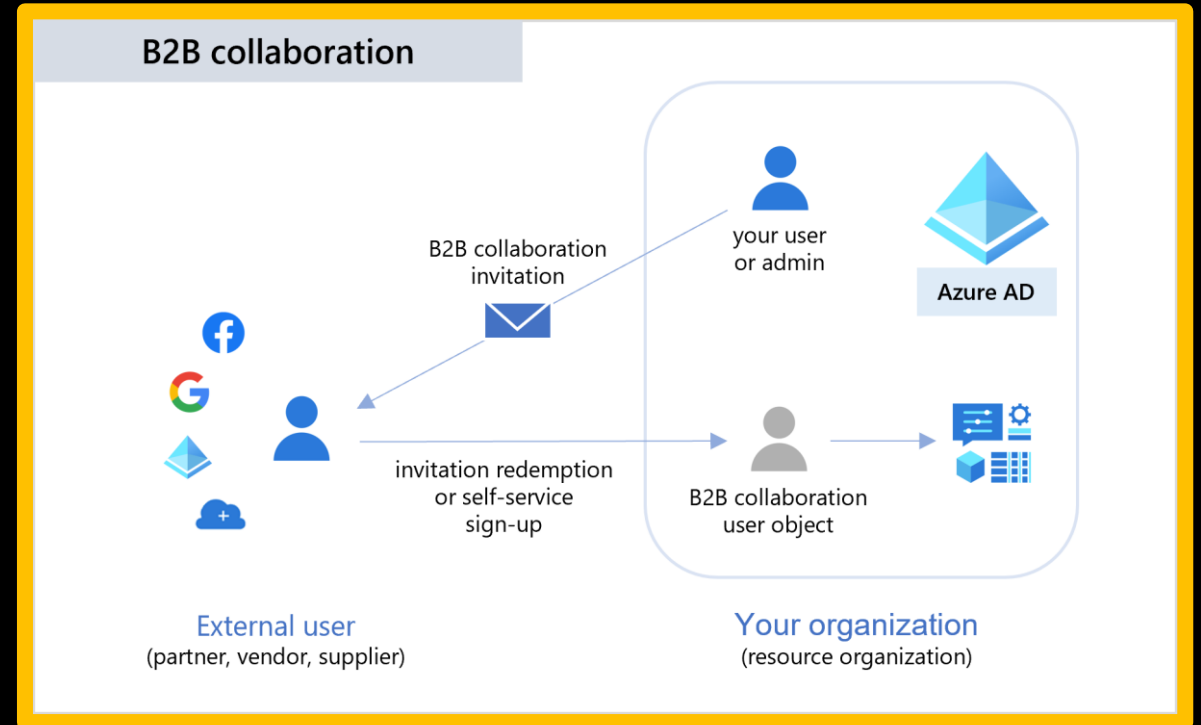 B2B collaboration
your user
or admin
Azure AD
B2B collaboration
invitation
invitation redemption
or self-service
sign-up
B2B collaboration
user object
External user
(partner, vendor, supplier)
Your organization
(resource organization)